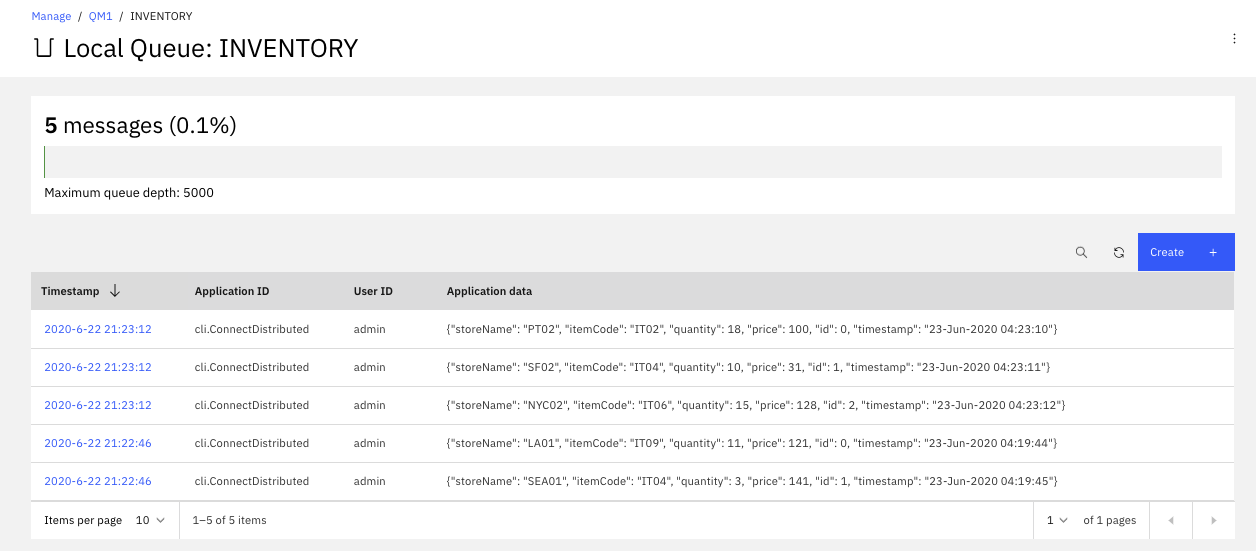 Manage / QM1 / INVENTORY
Local Queue: INVENTORY
5 messages (0.1%)
Maximum queue depth: 5000
Create +
Timestamp Application ID User ID Application data
2020-6-22 21:23:12 cli.ConnectDistributed admin {"storeName": "PT02", "itemCode": "IT02", "quantity": 18, "price": 100, "id": 0, "timestamp": "23-Jun-2020 04:23:10"}
2020-6-22 21:23:12 cli.ConnectDistributed admin {"storeName": "SF02", "itemCode": "IT04", "quantity": 10, "price": 31, "id": 1, "timestamp": "23-Jun-2020 04:23:11"}
2020-6-22 21:23:12 cli.ConnectDistributed admin {"storeName": "NYC02", "itemCode": "IT06", "quantity": 15, "price": 128, "id": 2, "timestamp": "23-Jun-2020 04:23:12"}
2020-6-22 21:22:46 cli.ConnectDistributed admin {"storeName": "LA01", "itemCode": "IT09", "quantity": 11, "price": 121, "id": 0, "timestamp": "23-Jun-2020 04:19:44"}
2020-6-22 21:22:46 cli.ConnectDistributed admin {"storeName": "SEA01", "itemCode": "IT04", "quantity": 3, "price": 141, "id": 1, "timestamp": "23-Jun-2020 04:19:45"}
Items per page 10 1–5 of 5 items 1 of 1 pages